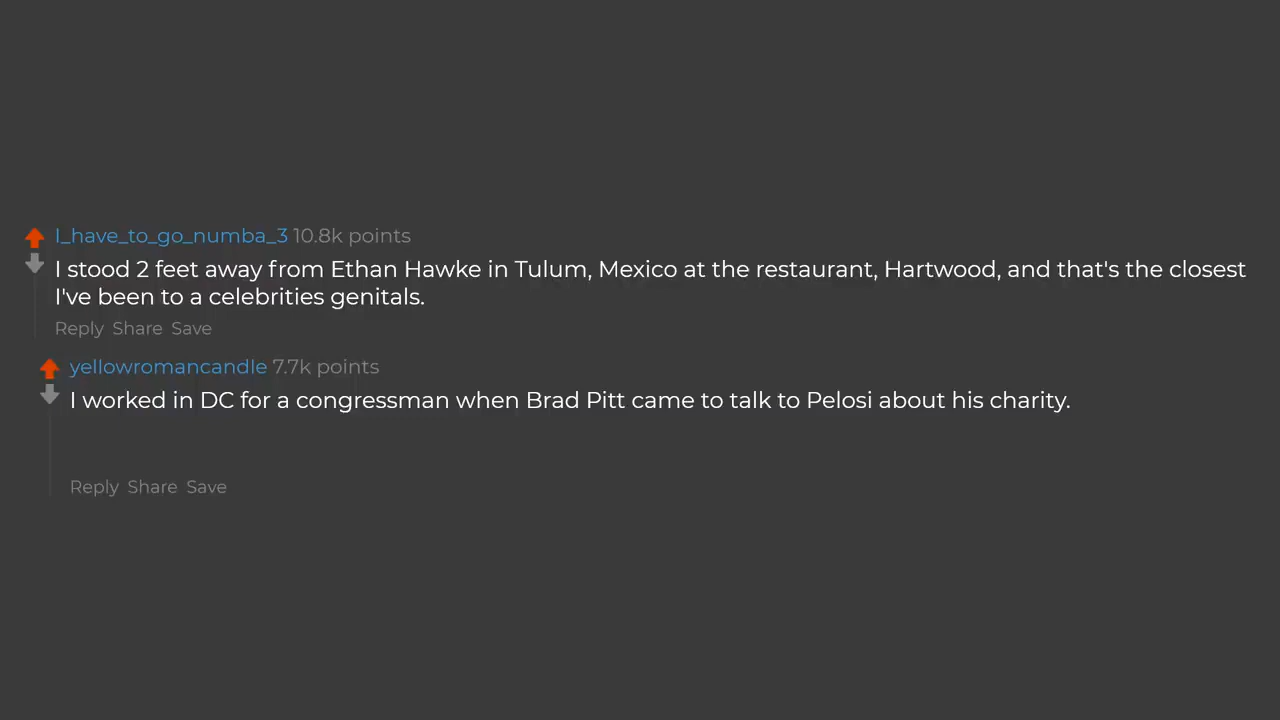 I_have_to_go_numba_3 10.8k points
I stood 2 feet away from Ethan Hawke in Tulum, Mexico at the restaurant, Hartwood, and that's the closest
I've been to a celebrities genitals.
Reply Share Save
yellowromancandle 7.7k points
I worked in DC for a congressman when Brad Pitt came to talk to Pelosi about his charity.
Reply Share Save